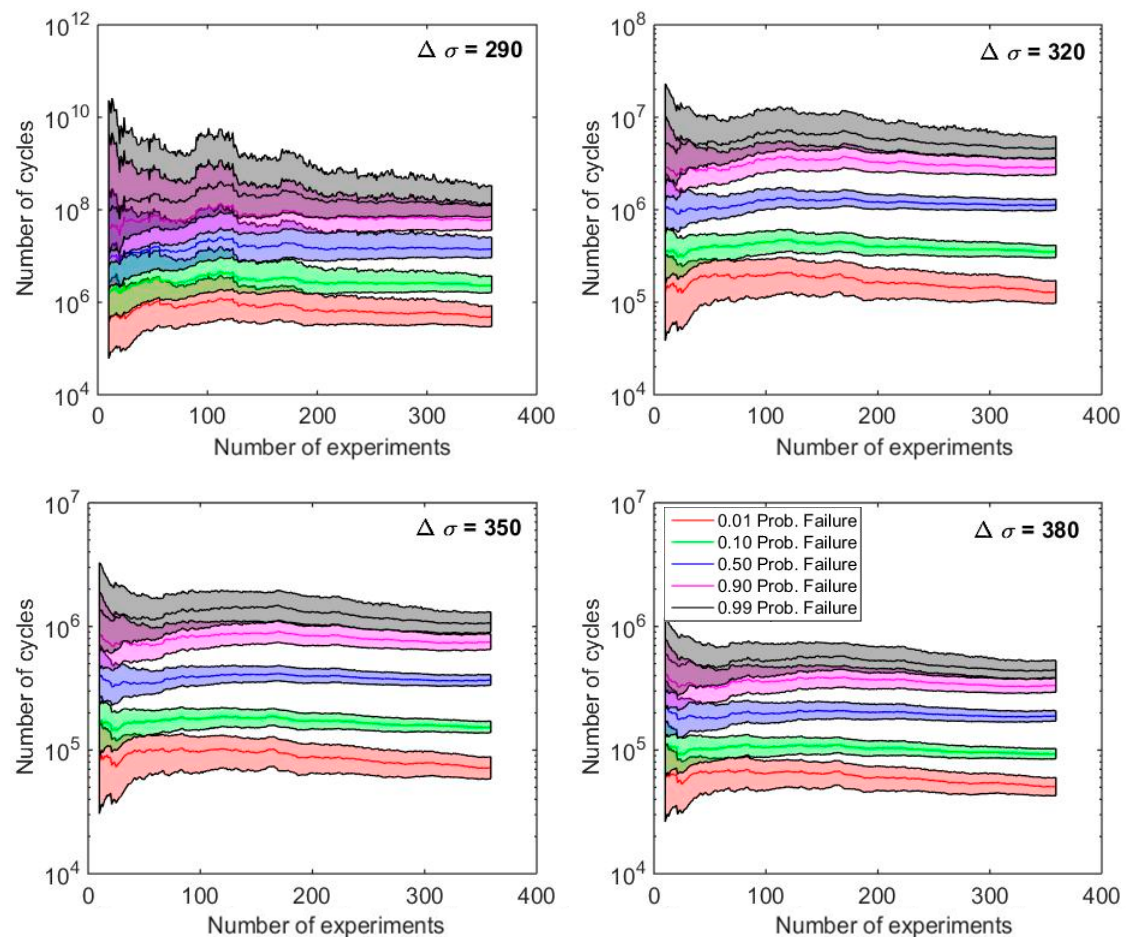 Δ σ = 290
Number of cycles
10^12
10^10
10^8
10^6
10^4
0 100 200 300 400
Number of experiments
Δ σ = 320
Number of cycles
10^8
10^7
10^6
10^5
10^4
0 100 200 300 400
Number of experiments
Δ σ = 350
Number of cycles
10^7
10^6
10^5
10^4
0 100 200 300 400
Number of experiments
Δ σ = 380
Number of cycles
10^7
10^6
10^5
10^4
0.01 Prob. Failure
0.10 Prob. Failure
0.50 Prob. Failure
0.90 Prob. Failure
0.99 Prob. Failure
0 100 200 300 400
Number of experiments